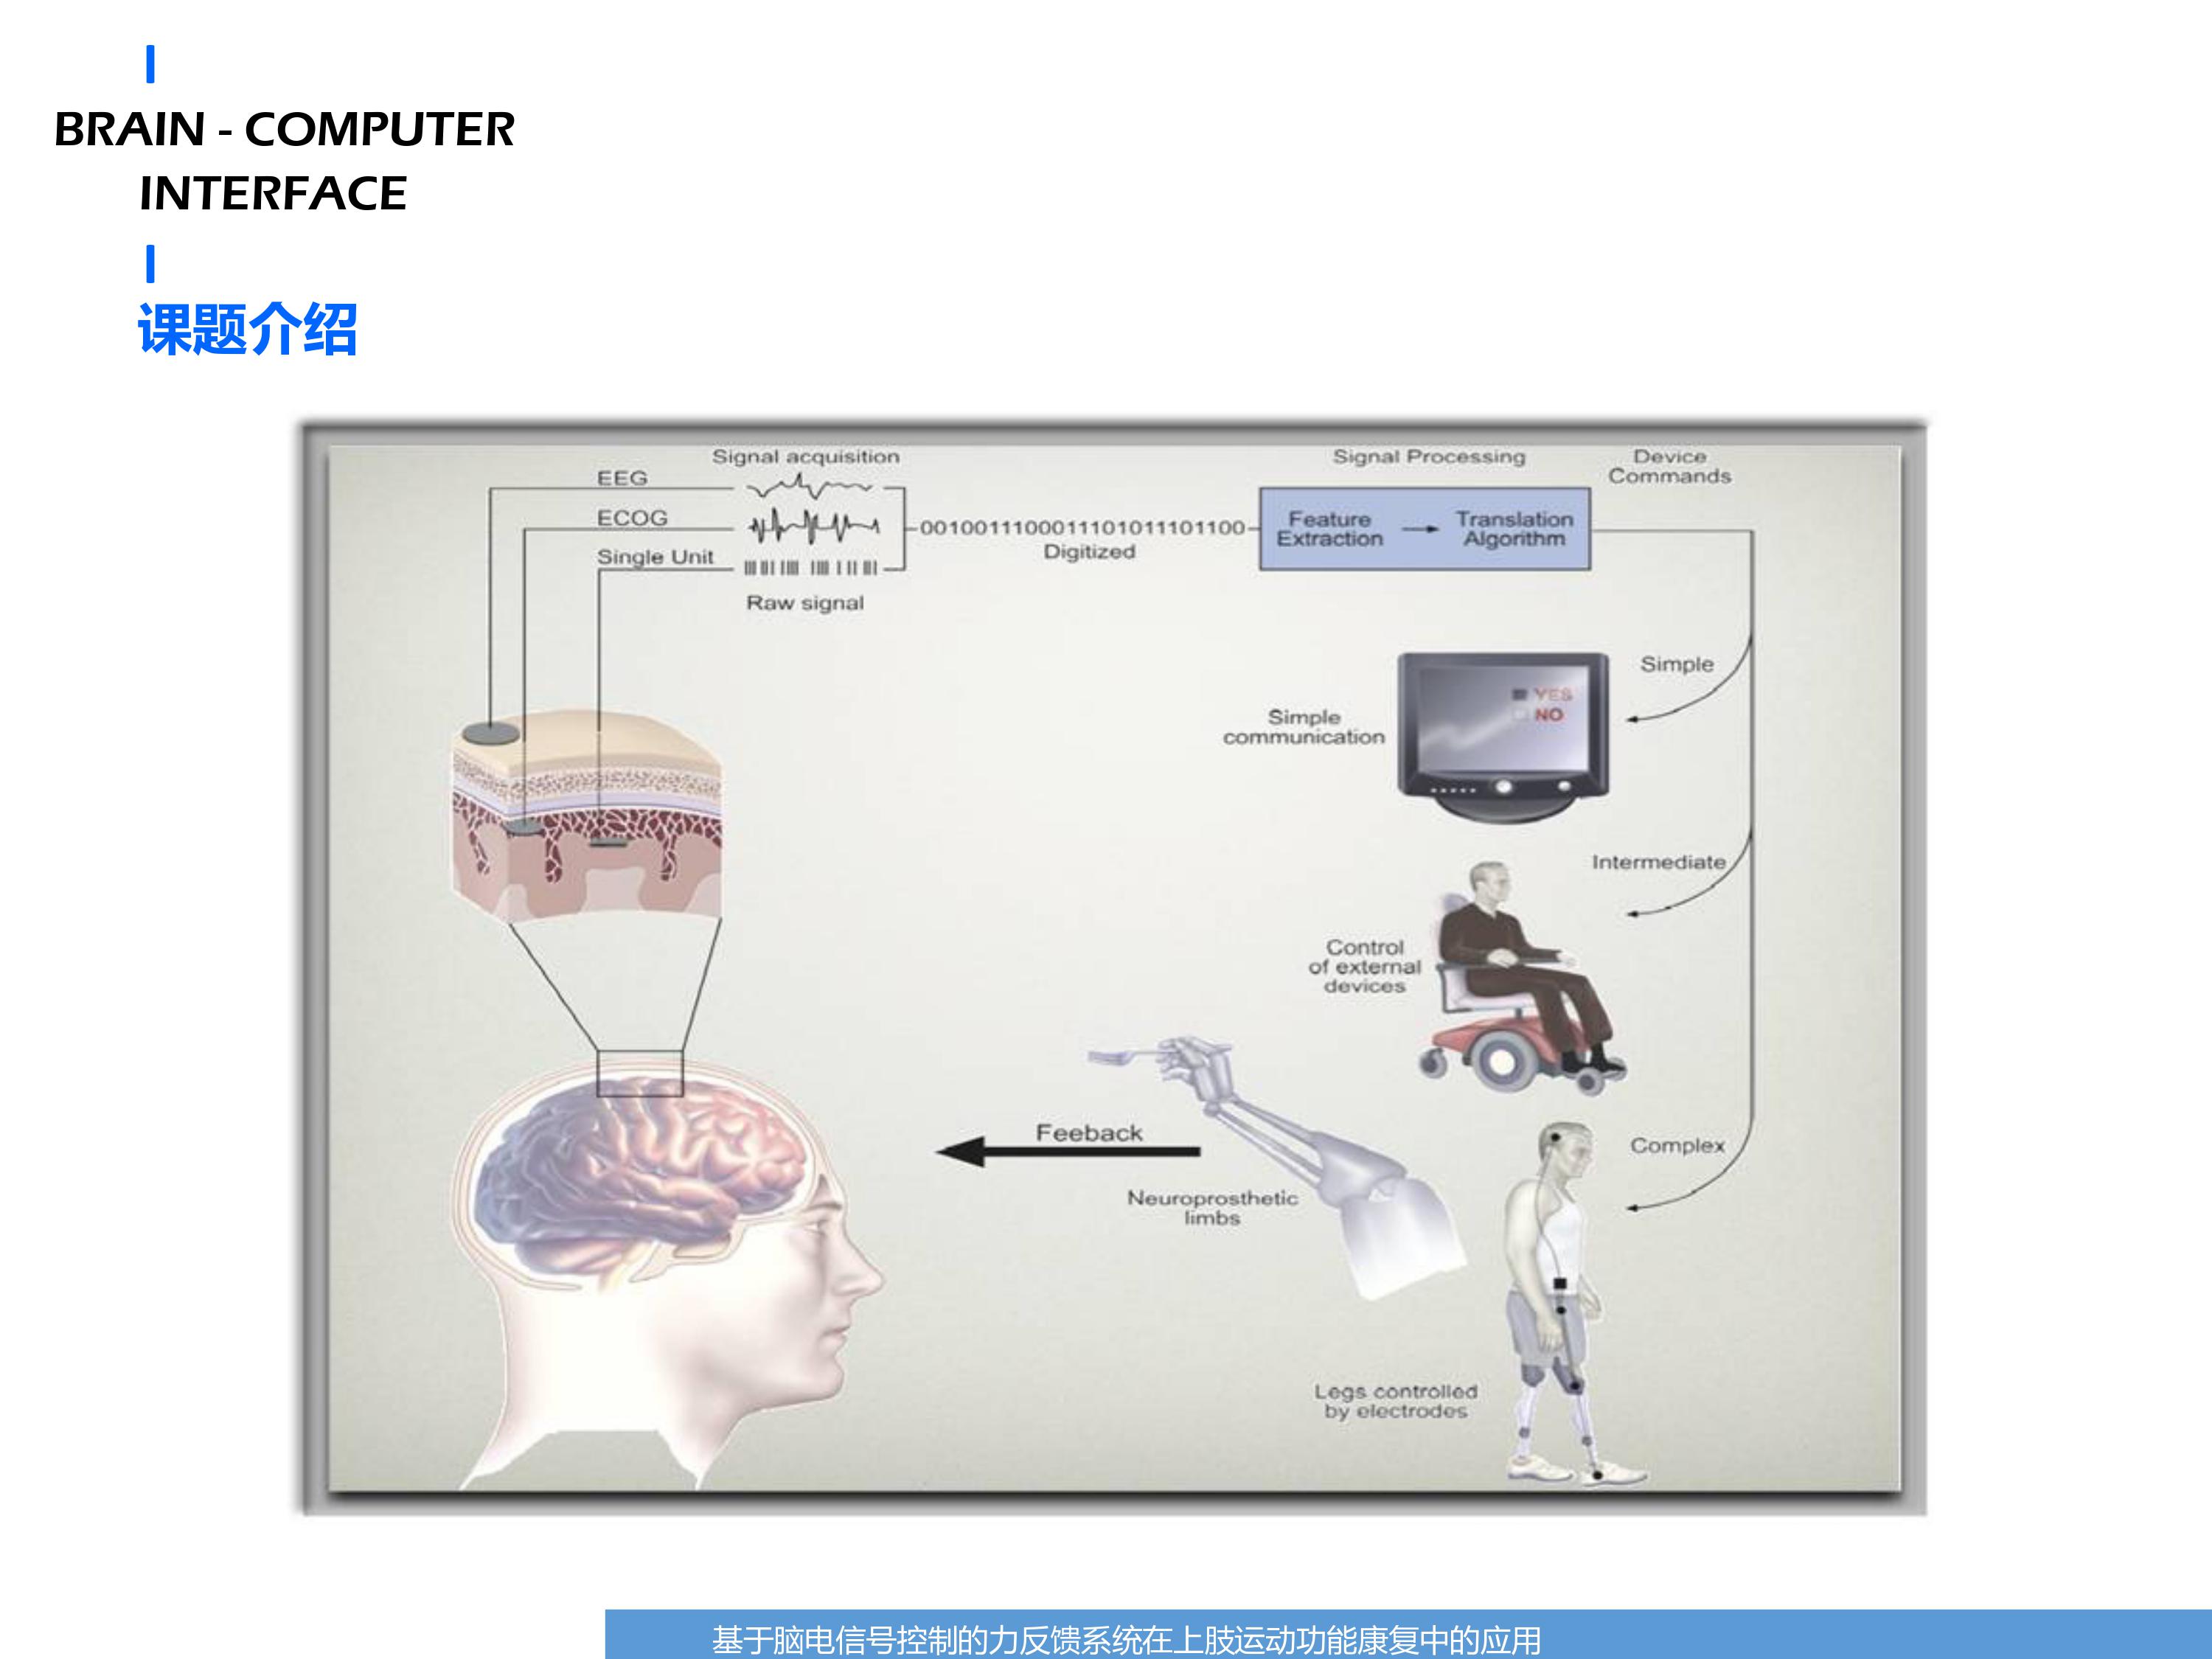 BRAIN - COMPUTER
INTERFACE
课题介绍
Signal acquisition
EEG
ECOG
Single Unit
Raw signal
001001110001110101110110​0
Digitized
Signal Processing
Feature
Extraction
Translation
Algorithm
Device
Commands
Simple
YES
NO
Simple
communication
Intermediate
Control
of external
devices
Feeback
Complex
Neuroprosthetic
limbs
Legs controlled
by electrodes
基于脑电信号控制的力反馈系统在上肢运动功能康复中的应用